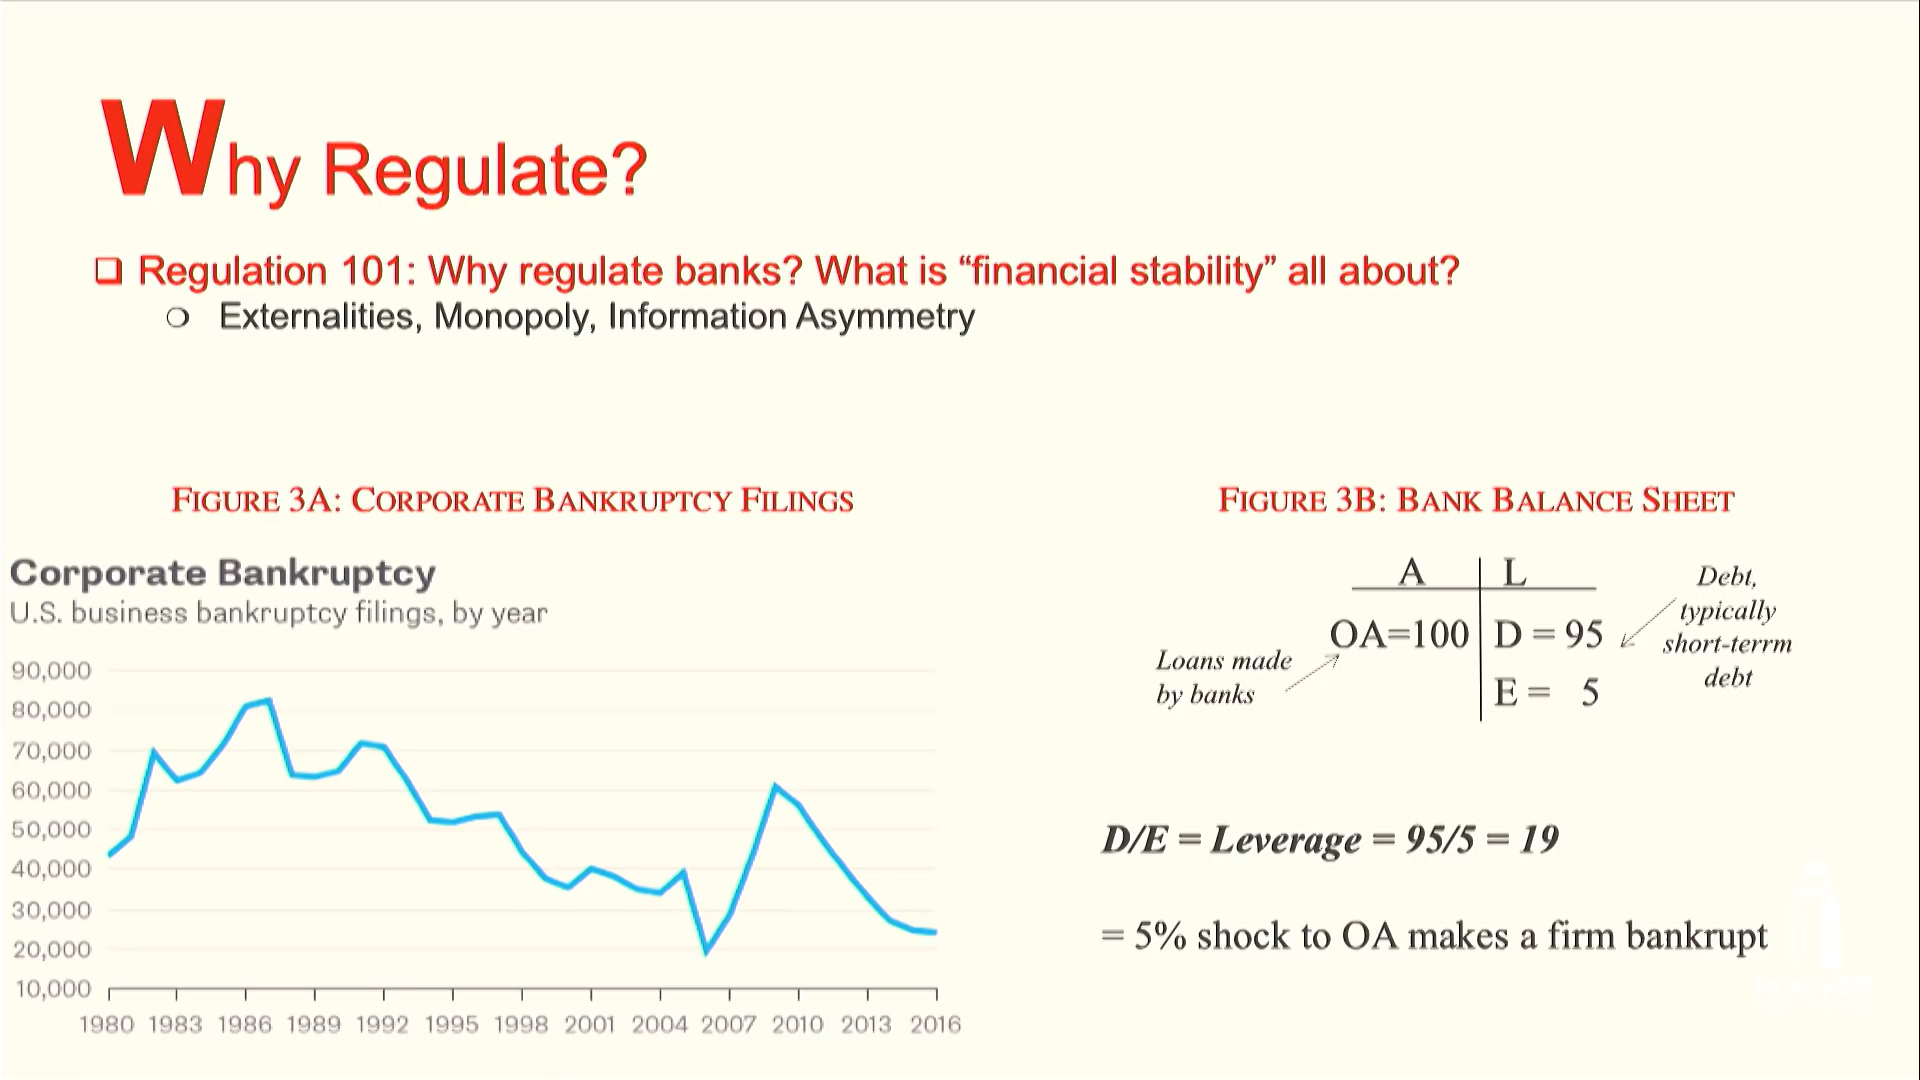 Why Regulate?
❑ Regulation 101: Why regulate banks? What is “financial stability” all about?
○ Externalities, Monopoly, Information Asymmetry
FIGURE 3A: CORPORATE BANKRUPTCY FILINGS
Corporate Bankruptcy
U.S. business bankruptcy filings, by year
90,000
80,000
70,000
60,000
50,000
40,000
30,000
20,000
10,000
1980 1983 1986 1989 1992 1995 1998 2001 2004 2007 2010 2013 2016
FIGURE 3B: BANK BALANCE SHEET
A L
OA=100 D = 95
E = 5
Loans made
by banks
Debt,
typically
short-terrm
debt
D/E = Leverage = 95/5 = 19
= 5% shock to OA makes a firm bankrupt